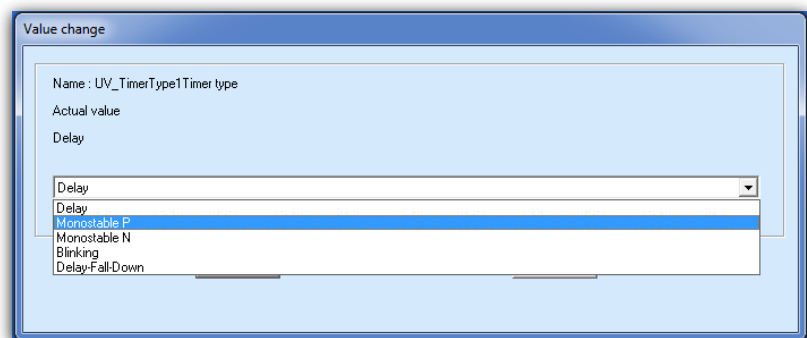 Value change
Name : UV_TimerType1Timer type
Actual value
Delay
Delay
Delay
Monostable P
Monostable N
Blinking
Delay-Fall-Down